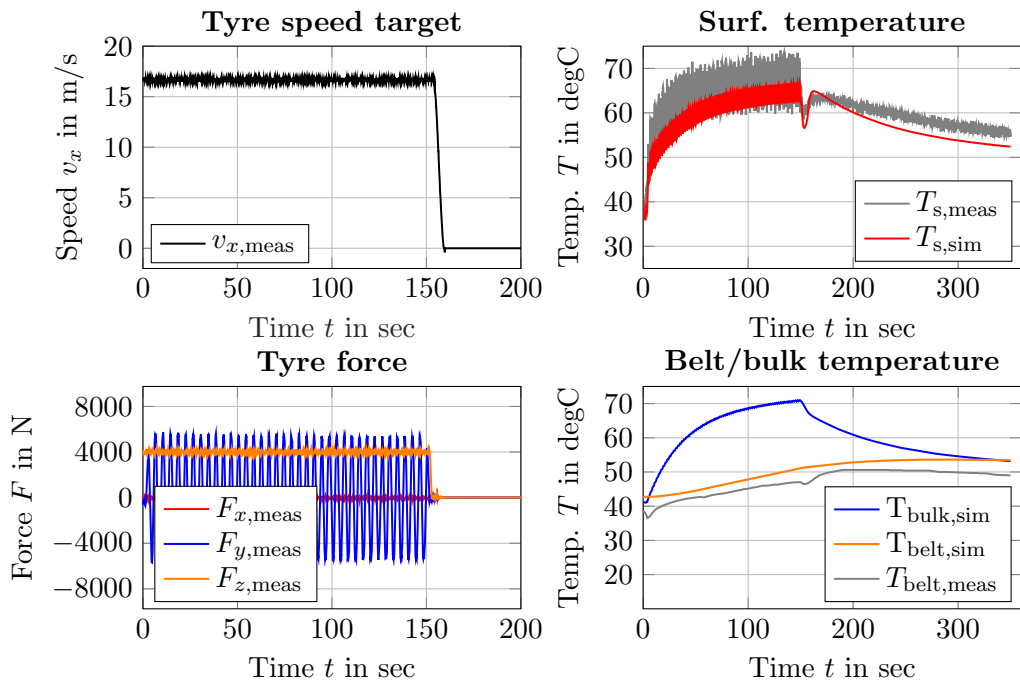 Tyre speed target
Speed v_x in m/s
20
15
10
5
0
v_x,meas
0 50 100 150 200
Time t in sec
Surf. temperature
Temp. T in degC
70
60
50
40
30
T_s,meas
T_s,sim
0 100 200 300
Time t in sec
Tyre force
Force F in N
8000
4000
0
−4000
−8000
F_x,meas
F_y,meas
F_z,meas
0 50 100 150 200
Time t in sec
Belt/bulk temperature
Temp. T in degC
70
60
50
40
30
20
T_bulk,sim
T_belt,sim
T_belt,meas
0 100 200 300
Time t in sec